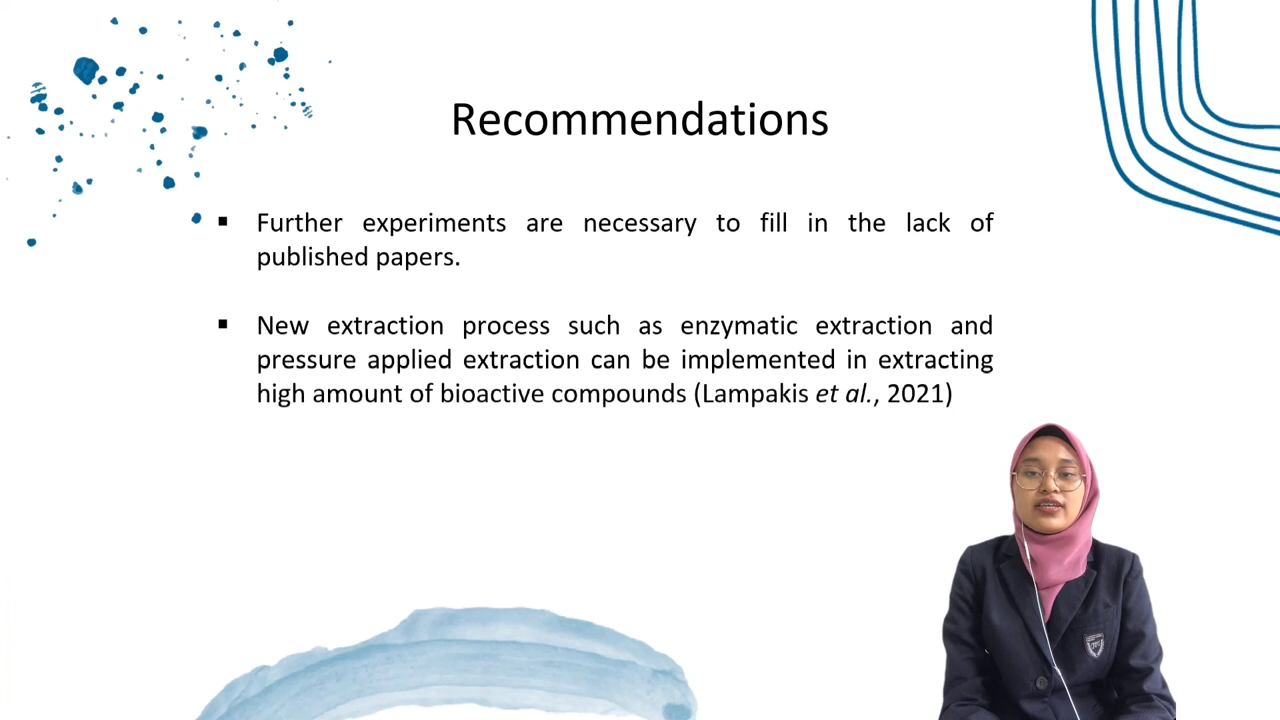 Recommendations
▪ Further experiments are necessary to fill in the lack of
published papers.
▪ New extraction process such as enzymatic extraction and
pressure applied extraction can be implemented in extracting
high amount of bioactive compounds (Lampakis et al., 2021)